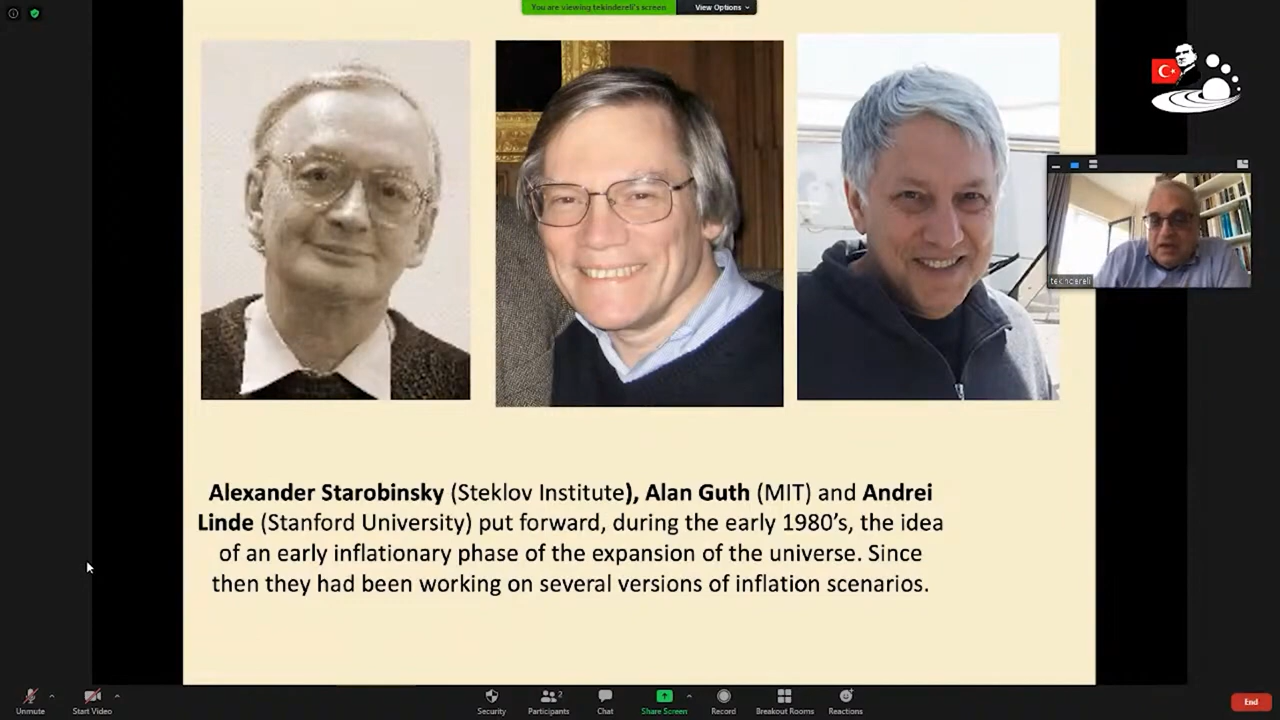 You are viewing tekindereli's screen
View Options
tekindereli
Alexander Starobinsky (Steklov Institute), Alan Guth (MIT) and Andrei
Linde (Stanford University) put forward, during the early 1980’s, the idea
of an early inflationary phase of the expansion of the universe. Since
then they had been working on several versions of inflation scenarios.
Unmute
Start Video
Security
Participants
2
Chat
Share Screen
Record
Breakout Rooms
Reactions
End